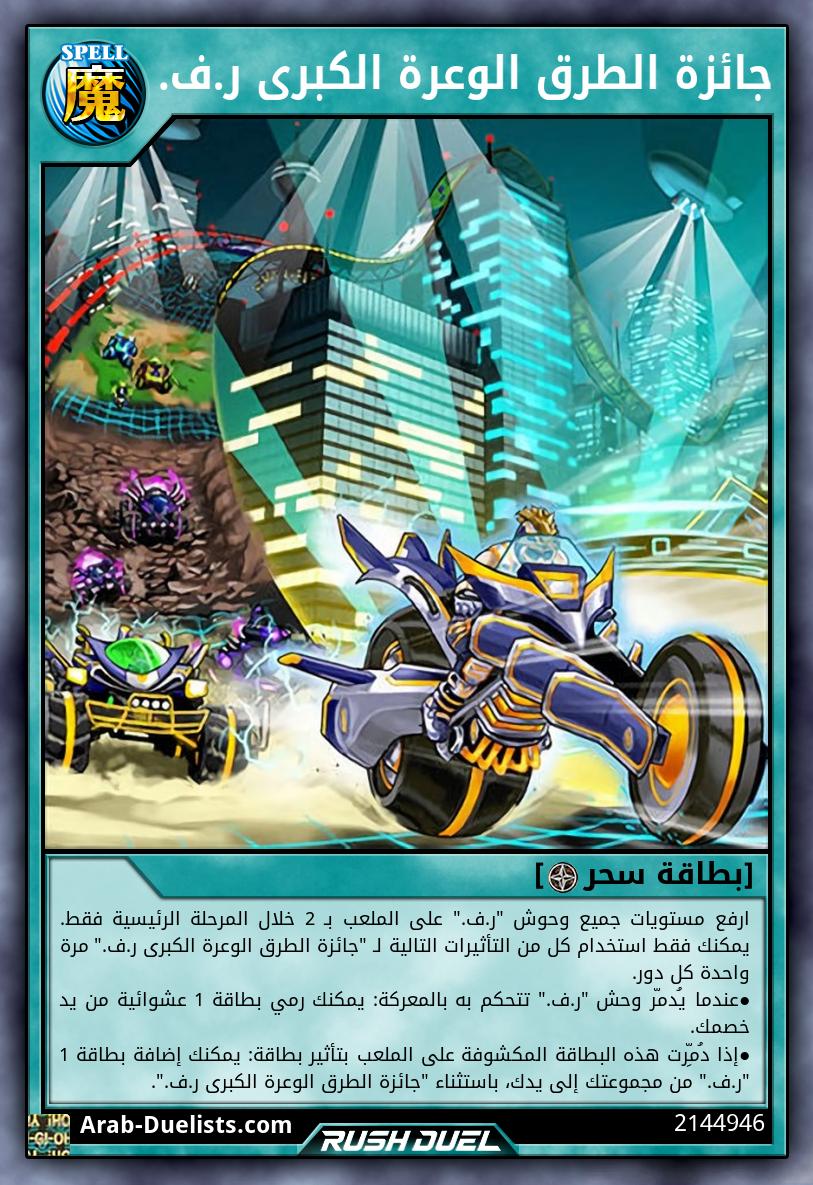 SPELL
魔
جائزة الطرق الوعرة الكبرى ر.ف.
[بطاقة سحر]
ارفع مستويات جميع وحوش "ر.ف." على الملعب بـ 2 خلال المرحلة الرئيسية فقط.
يمكنك فقط استخدام كل من التأثيرات التالية لـ "جائزة الطرق الوعرة الكبرى ر.ف." مرة
واحدة كل دور.
●عندما يُدمّر وحش "ر.ف." تتحكم به بالمعركة: يمكنك رمي بطاقة 1 عشوائية من يد
خصمك.
●إذا دُمِّرت هذه البطاقة المكشوفة على الملعب بتأثير بطاقة: يمكنك إضافة بطاقة 1
"ر.ف." من مجموعتك إلى يدك، باستثناء "جائزة الطرق الوعرة الكبرى ر.ف.".
Arab-Duelists.com
RUSH DUEL
2144946